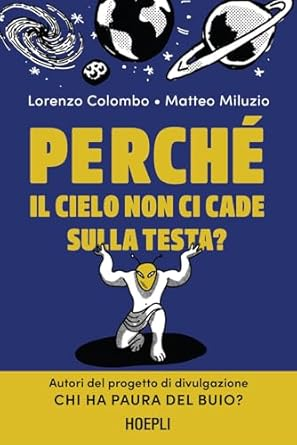 Lorenzo Colombo • Matteo Miluzio
PERCHÉ
IL CIELO NON CI CADE
SULLA TESTA?
Autori del progetto di divulgazione
CHI HA PAURA DEL BUIO?
HOEPLI